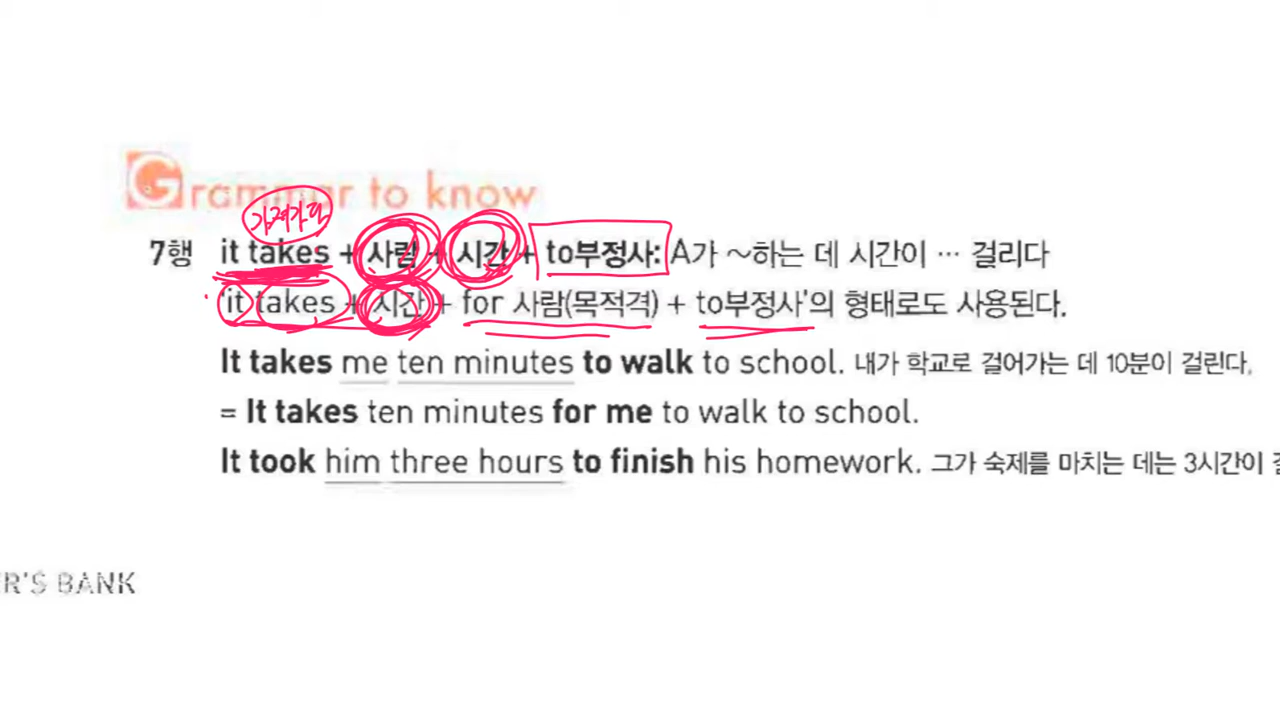 Grammar to know
가져가다
7행 it takes + 사람 + 시간 + to부정사: A가 ~하는 데 시간이 … 걸리다
'it takes + 시간 + for 사람(목적격) + to부정사'의 형태로도 사용된다.
It takes me ten minutes to walk to school. 내가 학교로 걸어가는 데 10분이 걸린다.
= It takes ten minutes for me to walk to school.
It took him three hours to finish his homework. 그가 숙제를 마치는 데는 3시간이
ER'S BANK